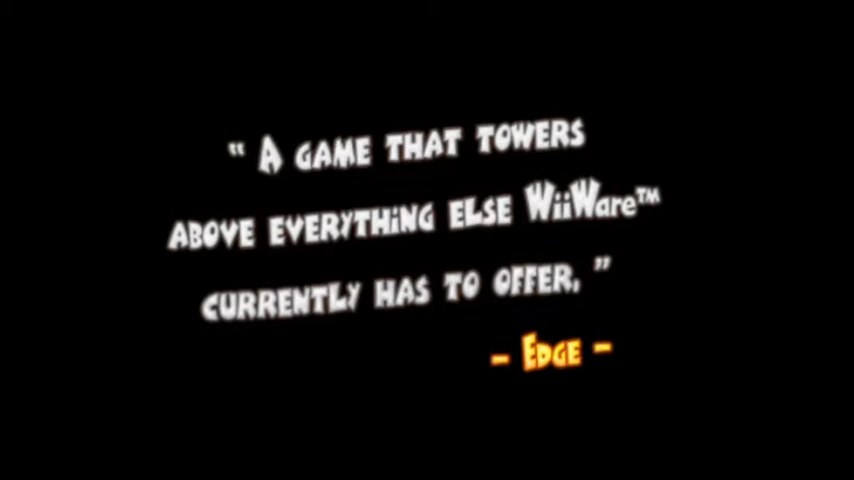 “ A GAME THAT TOWERS
ABOVE EVERYTHiNG ELSE WiiWare™
CURRENTLY HAS TO OFFER. ”
- EDGE -